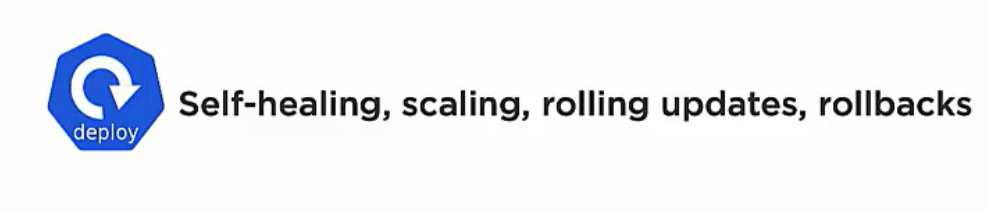 Self-healing, scaling, rolling updates, rollbacks
deploy